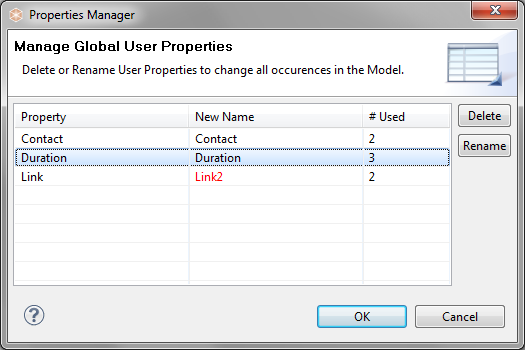 Properties Manager
Manage Global User Properties
Delete or Rename User Properties to change all occurences in the Model.
Property New Name # Used Delete
Contact Contact 2
Duration Duration 3 Rename
Link Link2 2
? OK Cancel